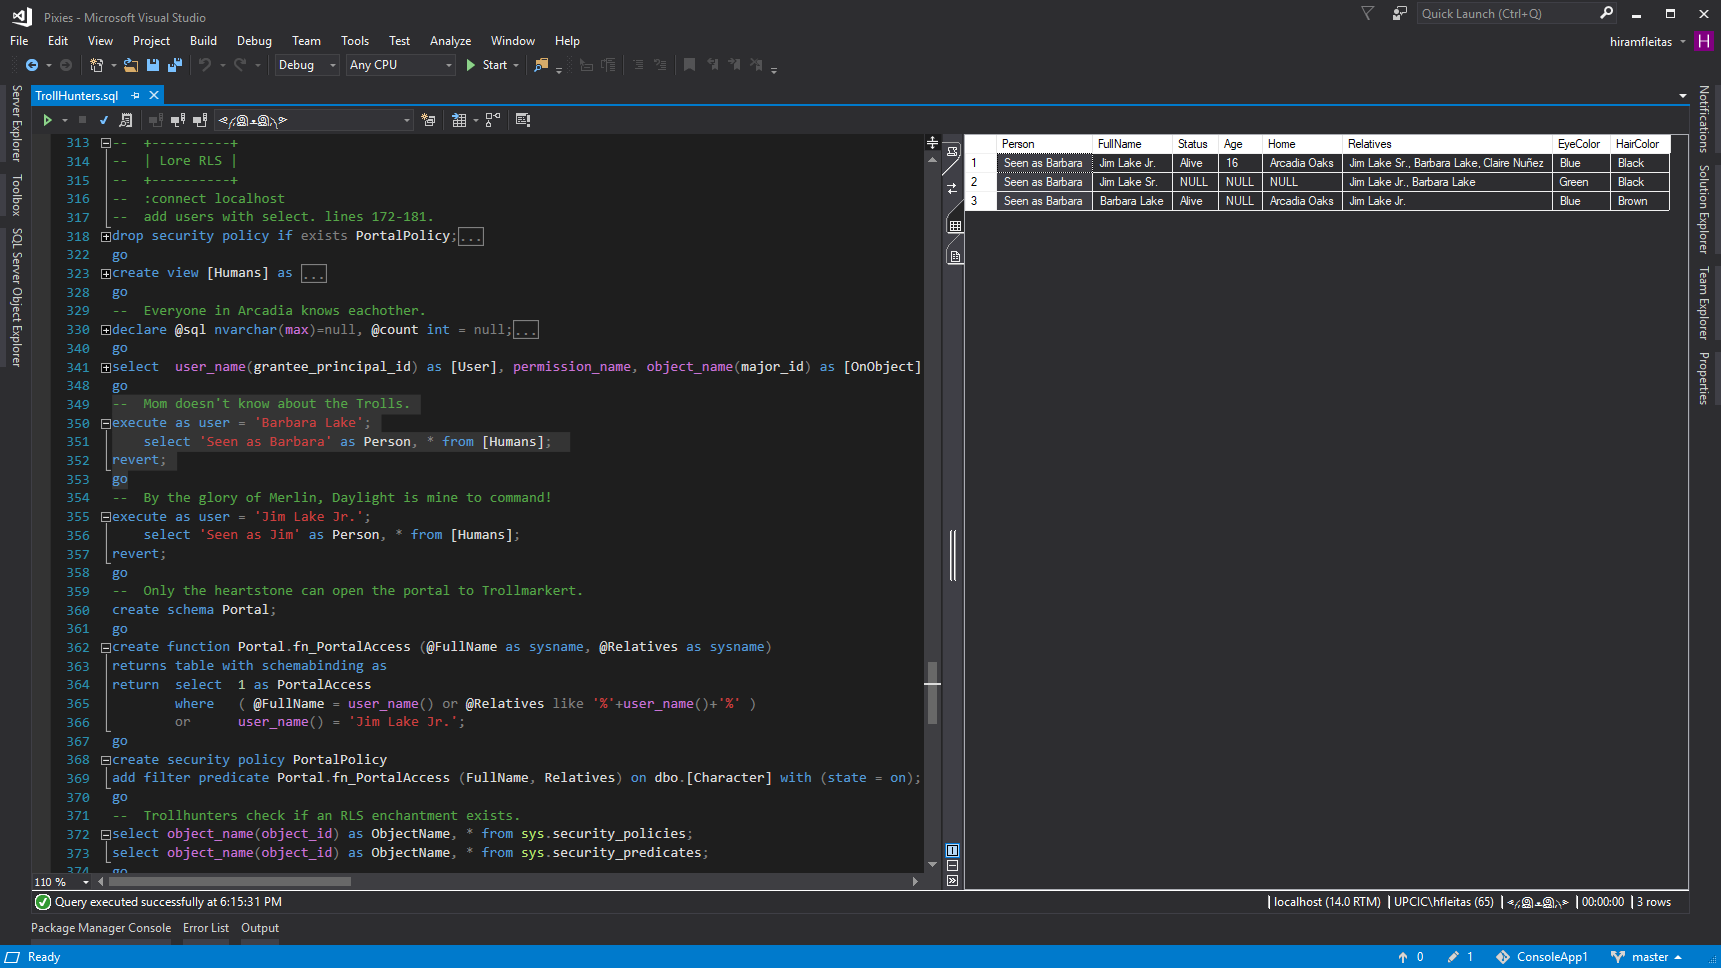 Pixies - Microsoft Visual Studio
Quick Launch (Ctrl+Q)
File Edit View Project Build Debug Team Tools Test Analyze Window Help
hiramfleitas H
Debug Any CPU Start
TrollHunters.sql
Server Explorer
Toolbox
SQL Server Object Explorer
313 -- +----------+
314 -- | Lore RLS |
315 -- +----------+
316 -- :connect localhost
317 -- add users with select. lines 172-181.
318 drop security policy if exists PortalPolicy;...
322 go
323 create view [Humans] as ...
328 go
329 -- Everyone in Arcadia knows eachother.
330 declare @sql nvarchar(max)=null, @count int = null;...
340 go
341 select user_name(grantee_principal_id) as [User], permission_name, object_name(major_id) as [OnObject]
348 go
349 -- Mom doesn't know about the Trolls.
350 execute as user = 'Barbara Lake';
351 select 'Seen as Barbara' as Person, * from [Humans];
352 revert;
353 go
354 -- By the glory of Merlin, Daylight is mine to command!
355 execute as user = 'Jim Lake Jr.';
356 select 'Seen as Jim' as Person, * from [Humans];
357 revert;
358 go
359 -- Only the heartstone can open the portal to Trollmarkert.
360 create schema Portal;
361 go
362 create function Portal.fn_PortalAccess (@FullName as sysname, @Relatives as sysname)
363 returns table with schemabinding as
364 return select 1 as PortalAccess
365 where ( @FullName = user_name() or @Relatives like '%'+user_name()+'%' )
366 or user_name() = 'Jim Lake Jr.';
367 go
368 create security policy PortalPolicy
369 add filter predicate Portal.fn_PortalAccess (FullName, Relatives) on dbo.[Character] with (state = on);
370 go
371 -- Trollhunters check if an RLS enchantment exists.
372 select object_name(object_id) as ObjectName, * from sys.security_policies;
373 select object_name(object_id) as ObjectName, * from sys.security_predicates;
374 go
110 %
Person FullName Status Age Home Relatives EyeColor HairColor
1 Seen as Barbara Jim Lake Jr. Alive 16 Arcadia Oaks Jim Lake Sr., Barbara Lake, Claire Nuñez Blue Black
2 Seen as Barbara Jim Lake Sr. NULL NULL NULL Jim Lake Jr., Barbara Lake Green Black
3 Seen as Barbara Barbara Lake Alive NULL Arcadia Oaks Jim Lake Jr. Blue Brown
Notifications
Solution Explorer
Team Explorer
Properties
Query executed successfully at 6:15:31 PM
localhost (14.0 RTM) UPCIC\hfleitas (65) 00:00:00 3 rows
Package Manager Console Error List Output
Ready
0 1 ConsoleApp1 master